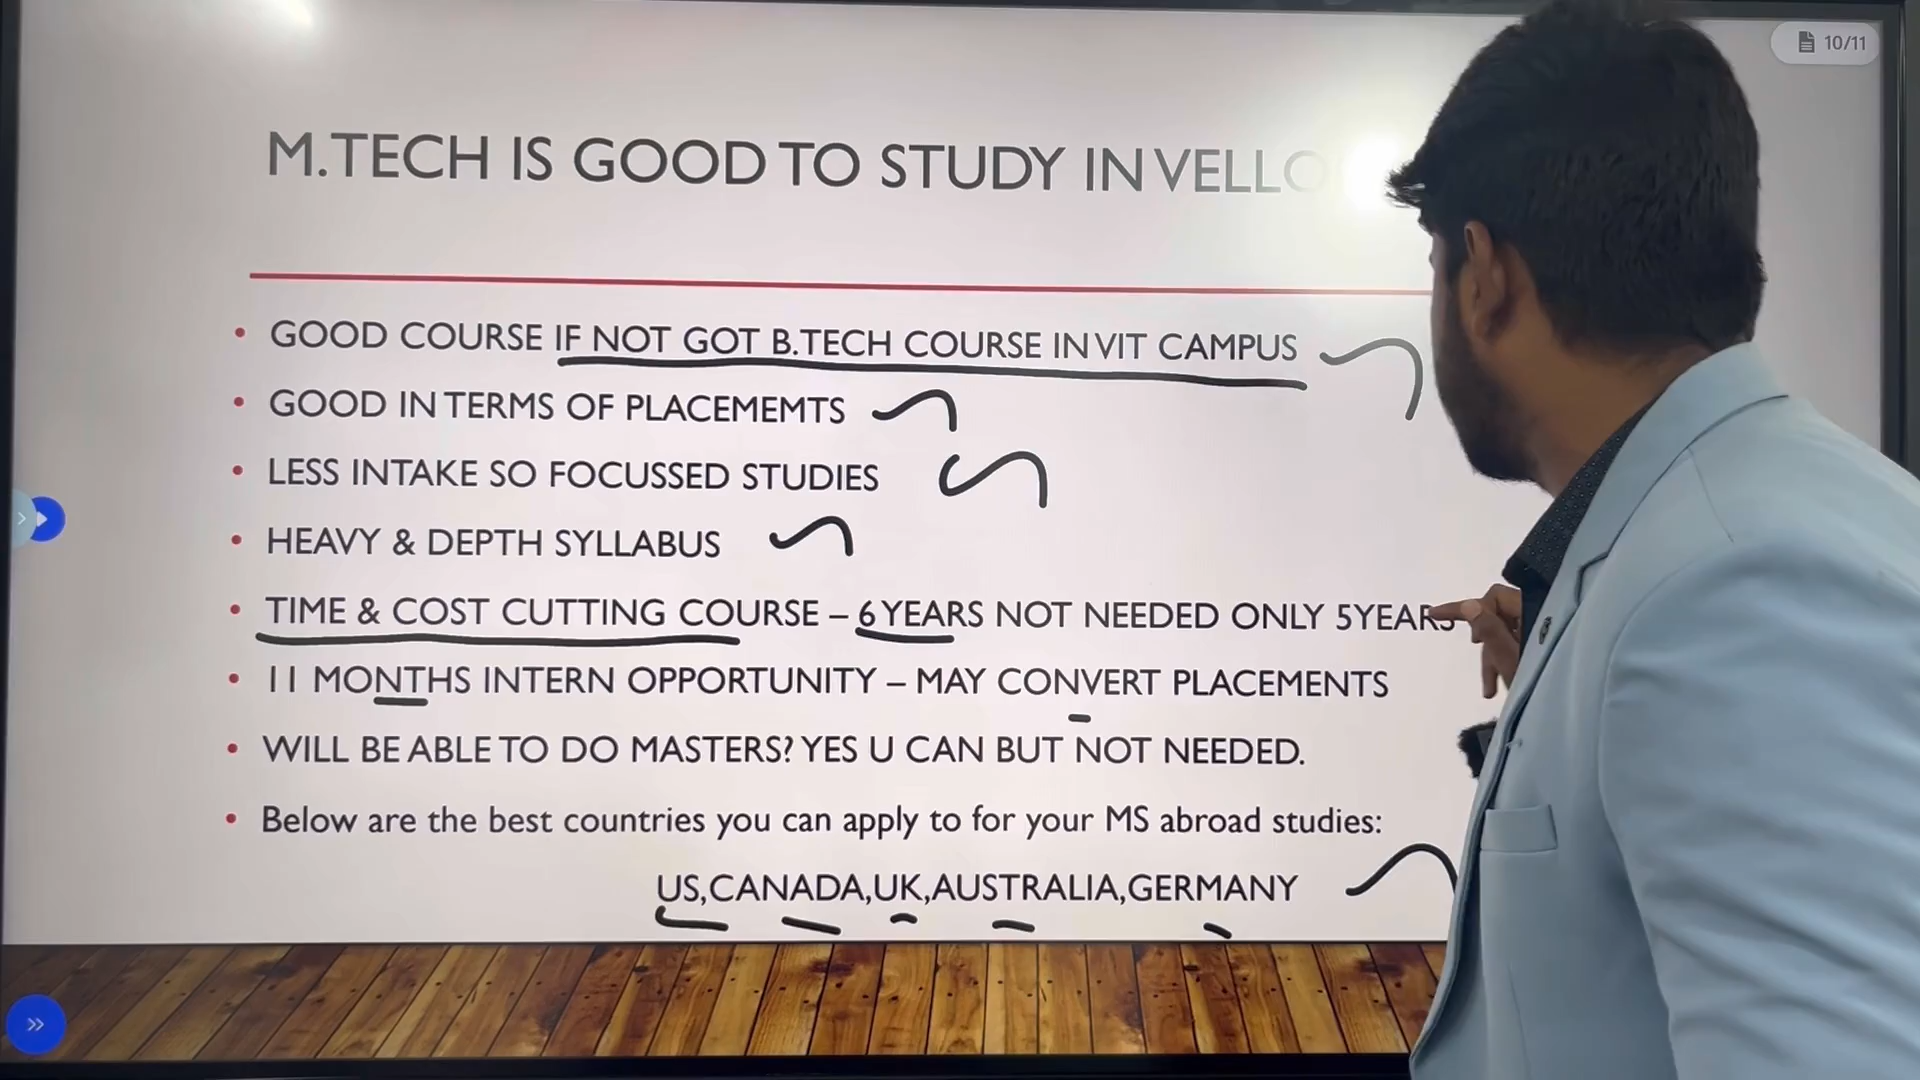 10/11
M.TECH IS GOOD TO STUDY IN VELLO
• GOOD COURSE IF NOT GOT B.TECH COURSE IN VIT CAMPUS
• GOOD IN TERMS OF PLACEMEMTS
• LESS INTAKE SO FOCUSSED STUDIES
• HEAVY & DEPTH SYLLABUS
• TIME & COST CUTTING COURSE – 6 YEARS NOT NEEDED ONLY 5YEARS
• 11 MONTHS INTERN OPPORTUNITY – MAY CONVERT PLACEMENTS
• WILL BE ABLE TO DO MASTERS? YES U CAN BUT NOT NEEDED.
• Below are the best countries you can apply to for your MS abroad studies:
US,CANADA,UK,AUSTRALIA,GERMANY